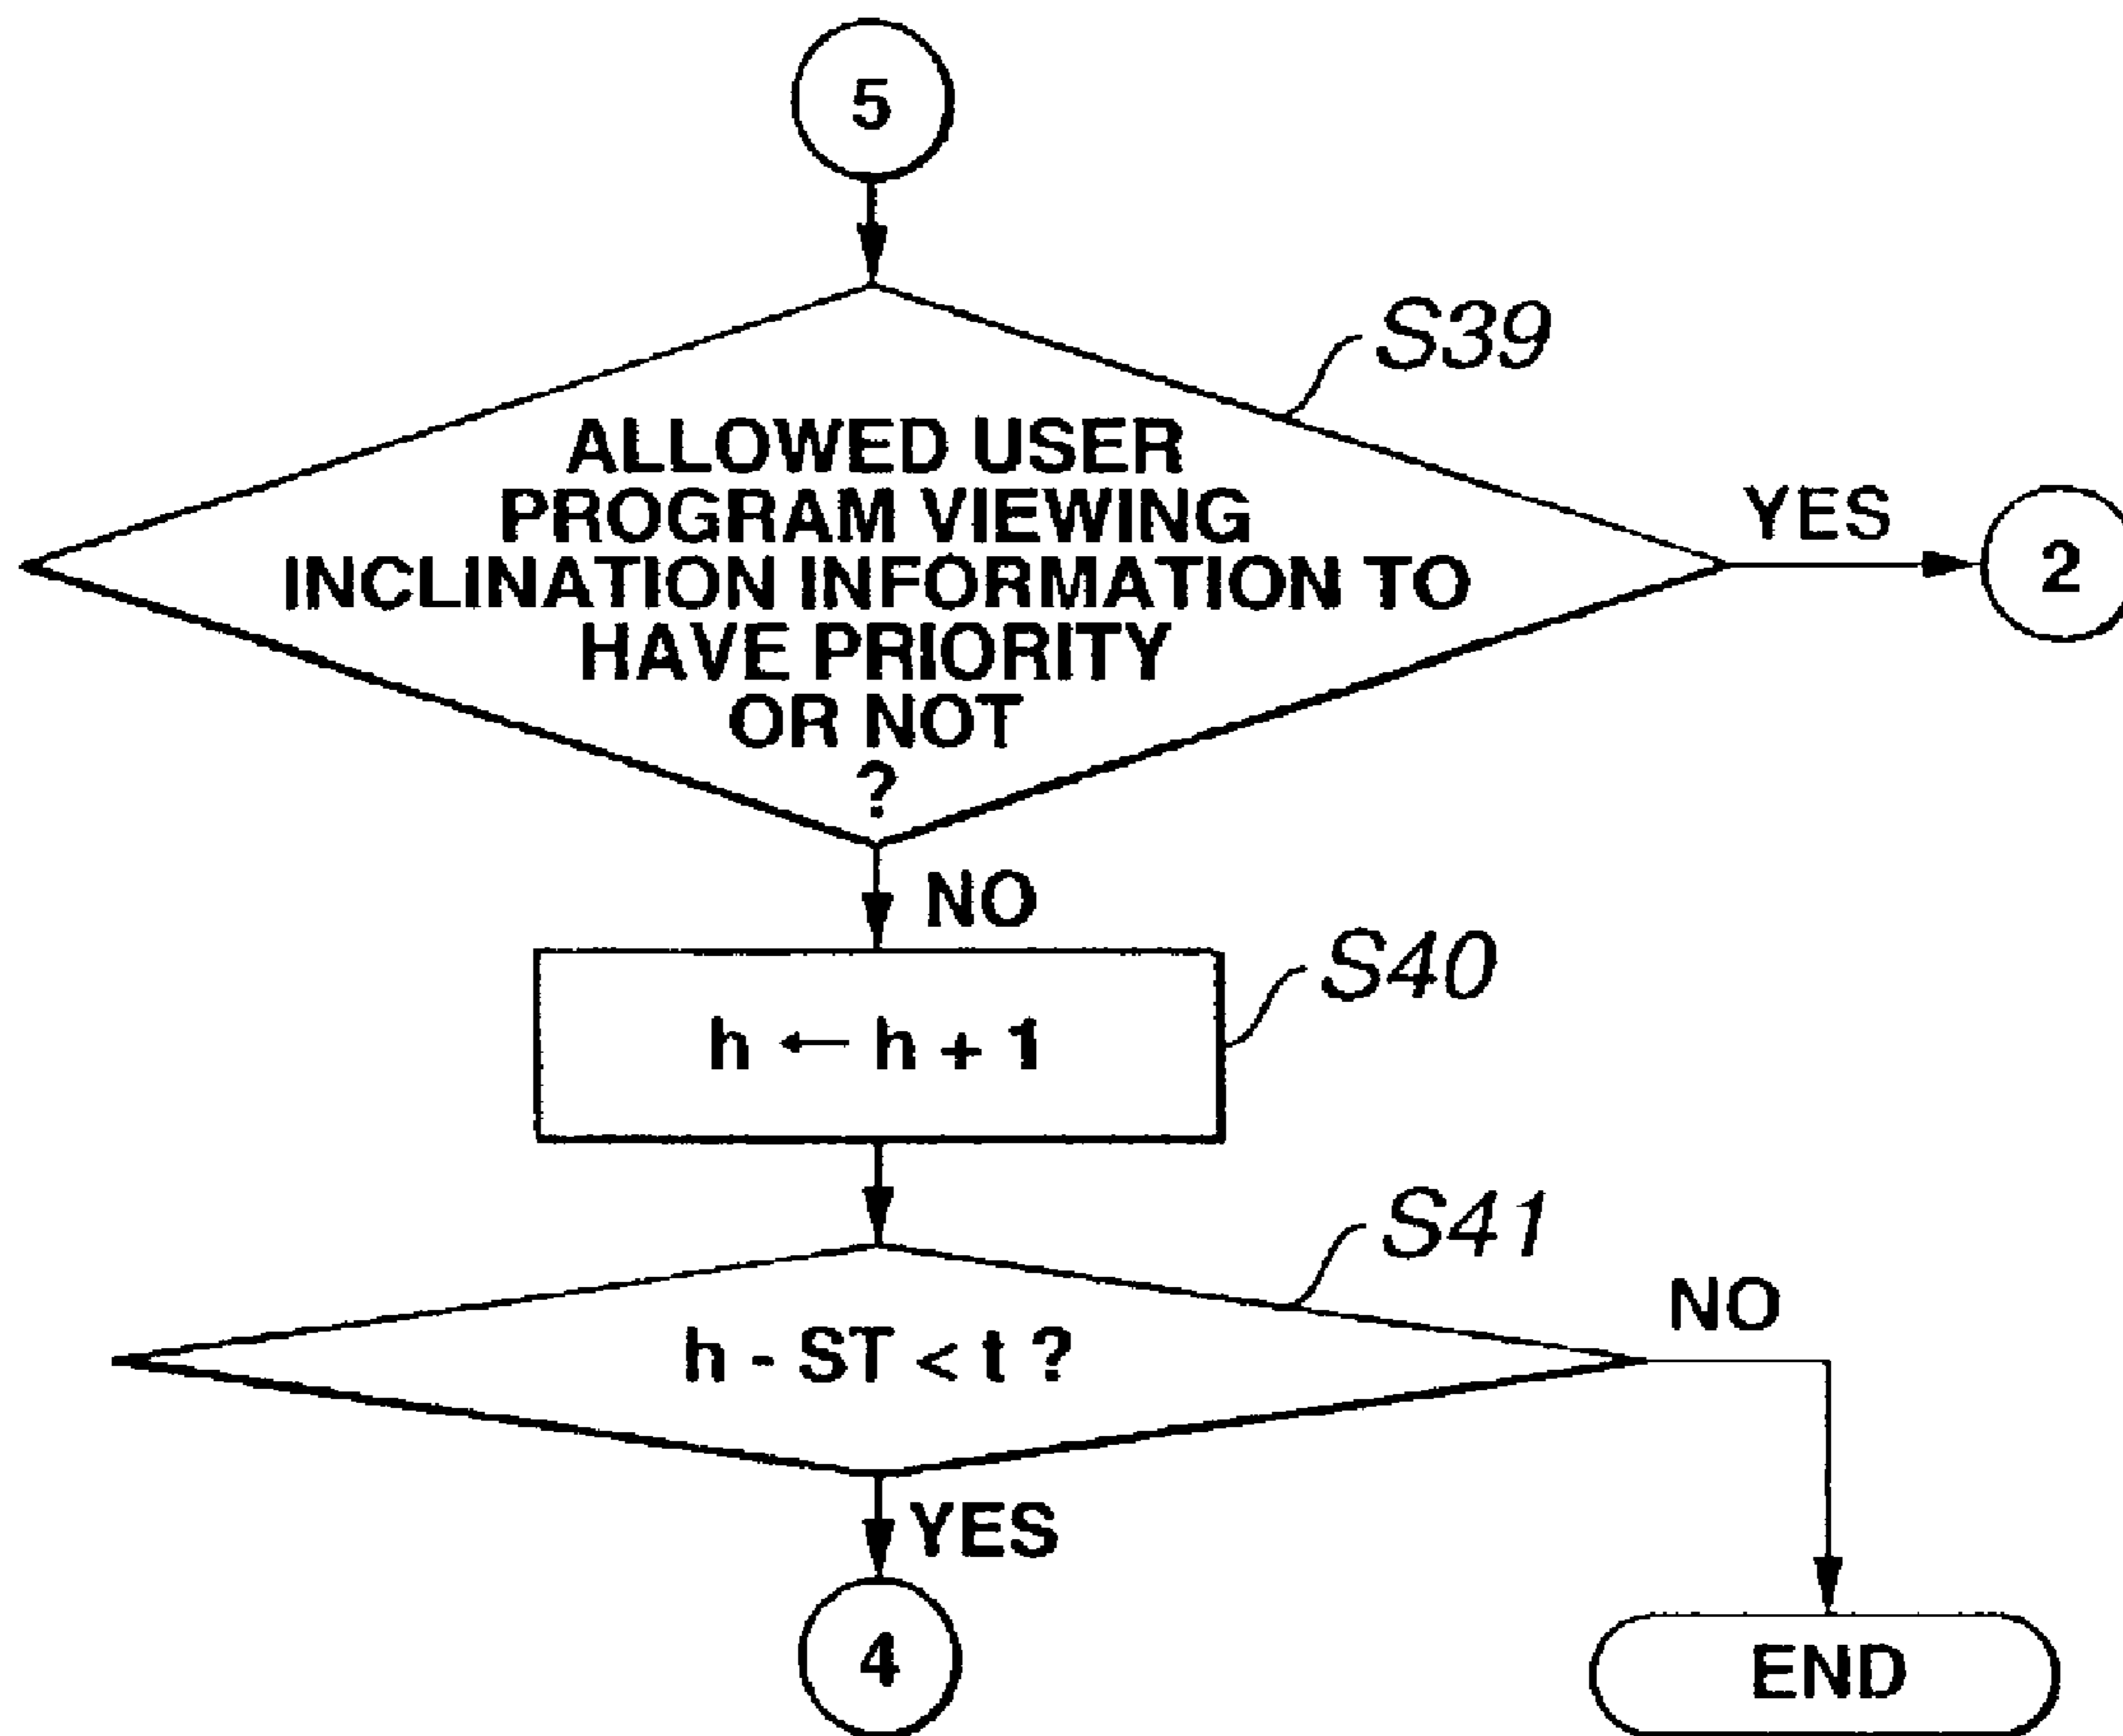 5
S39
ALLOWED USER
PROGRAM VIEWING
INCLINATION INFORMATION TO
HAVE PRIORITY
OR NOT
?
YES
2
NO
S40
h ← h + 1
S41
h - ST < t ?
NO
YES
4
END